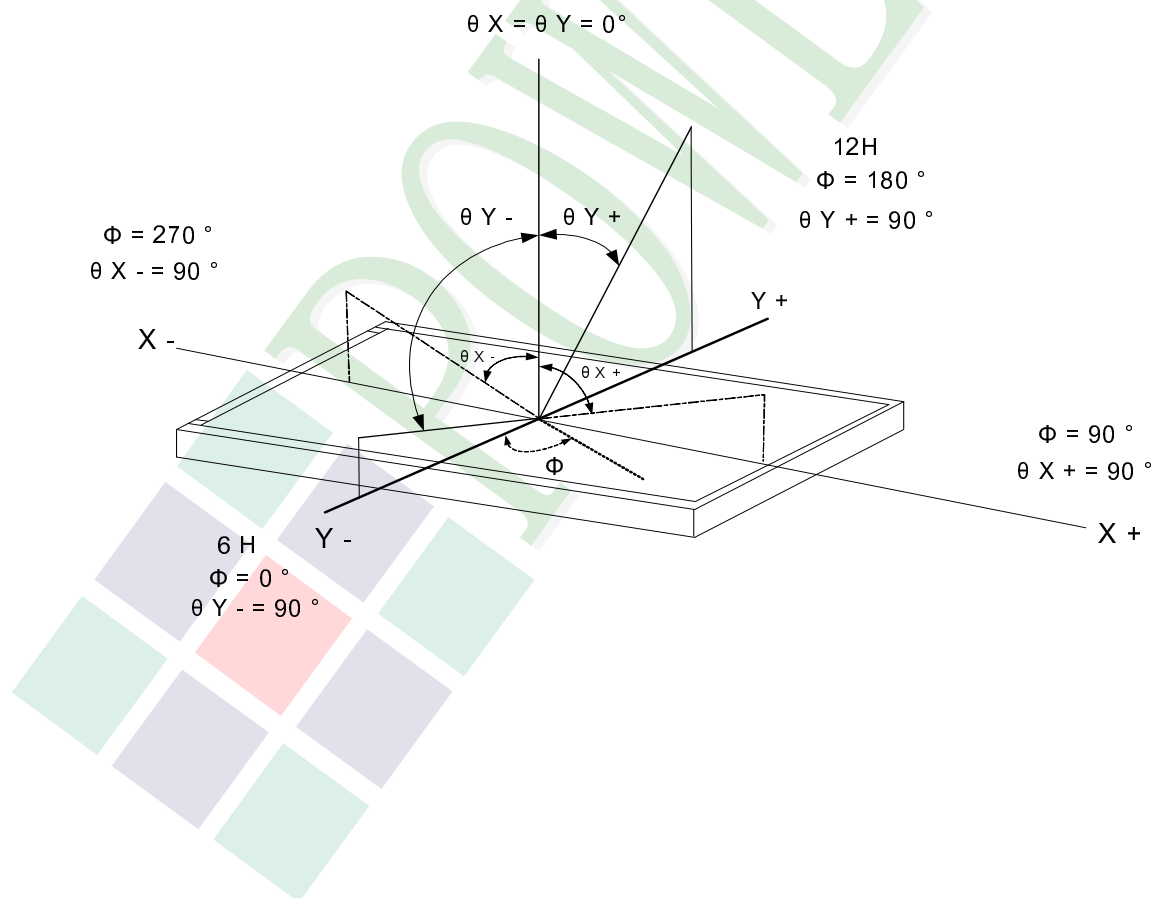 θ X = θ Y = 0°
12H
Φ = 180 °
θ Y + = 90 °
θ Y - θ Y +
Φ = 270 °
θ X - = 90 °
Y +
X -
θ X -
θ X +
Φ = 90 °
θ X + = 90 °
Φ
X +
Y -
6 H
Φ = 0 °
θ Y - = 90 °